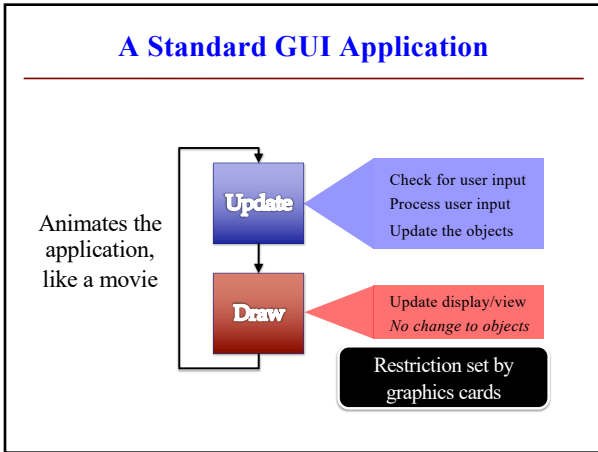 A Standard GUI Application
Animates the
application,
like a movie
Update
Check for user input
Process user input
Update the objects
Draw
Update display/view
No change to objects
Restriction set by
graphics cards